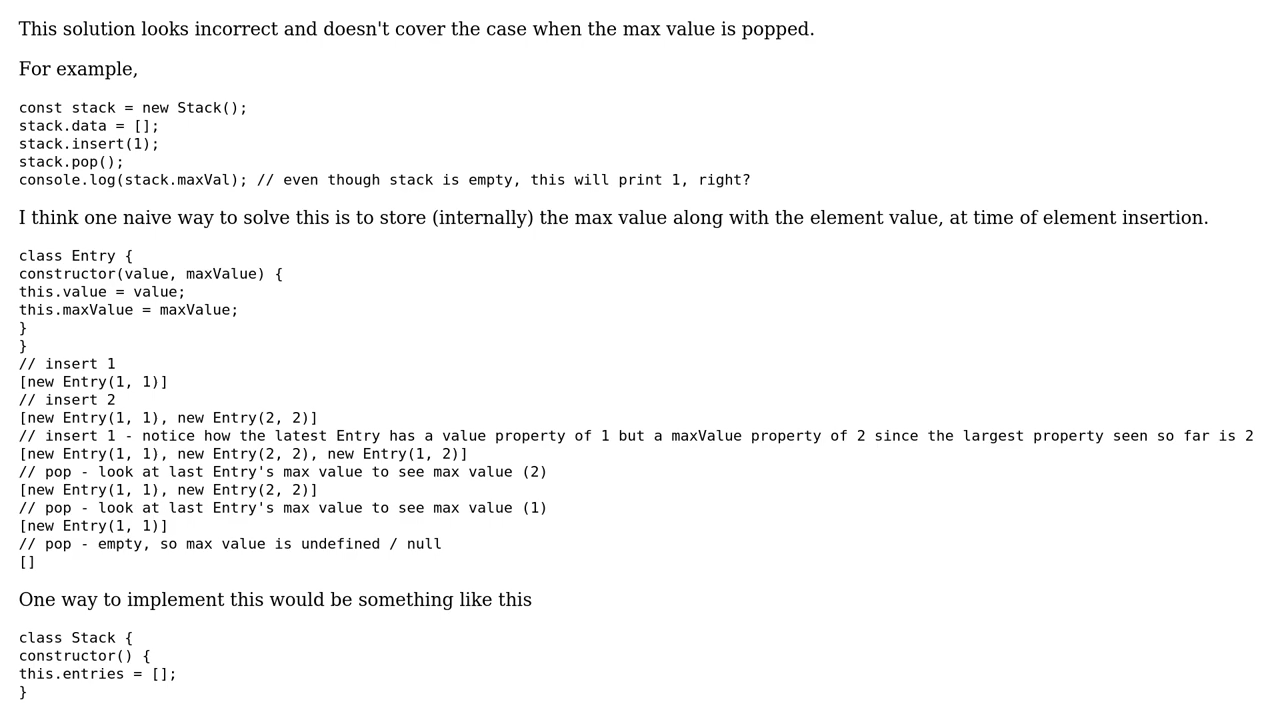 This solution looks incorrect and doesn't cover the case when the max value is popped.
For example,
const stack = new Stack();
stack.data = [];
stack.insert(1);
stack.pop();
console.log(stack.maxVal); // even though stack is empty, this will print 1, right?
I think one naive way to solve this is to store (internally) the max value along with the element value, at time of element insertion.
class Entry {
constructor(value, maxValue) {
this.value = value;
this.maxValue = maxValue;
}
}
// insert 1
[new Entry(1, 1)]
// insert 2
[new Entry(1, 1), new Entry(2, 2)]
// insert 1 - notice how the latest Entry has a value property of 1 but a maxValue property of 2 since the largest property seen so far is 2
[new Entry(1, 1), new Entry(2, 2), new Entry(1, 2)]
// pop - look at last Entry's max value to see max value (2)
[new Entry(1, 1), new Entry(2, 2)]
// pop - look at last Entry's max value to see max value (1)
[new Entry(1, 1)]
// pop - empty, so max value is undefined / null
[]
One way to implement this would be something like this
class Stack {
constructor() {
this.entries = [];
}